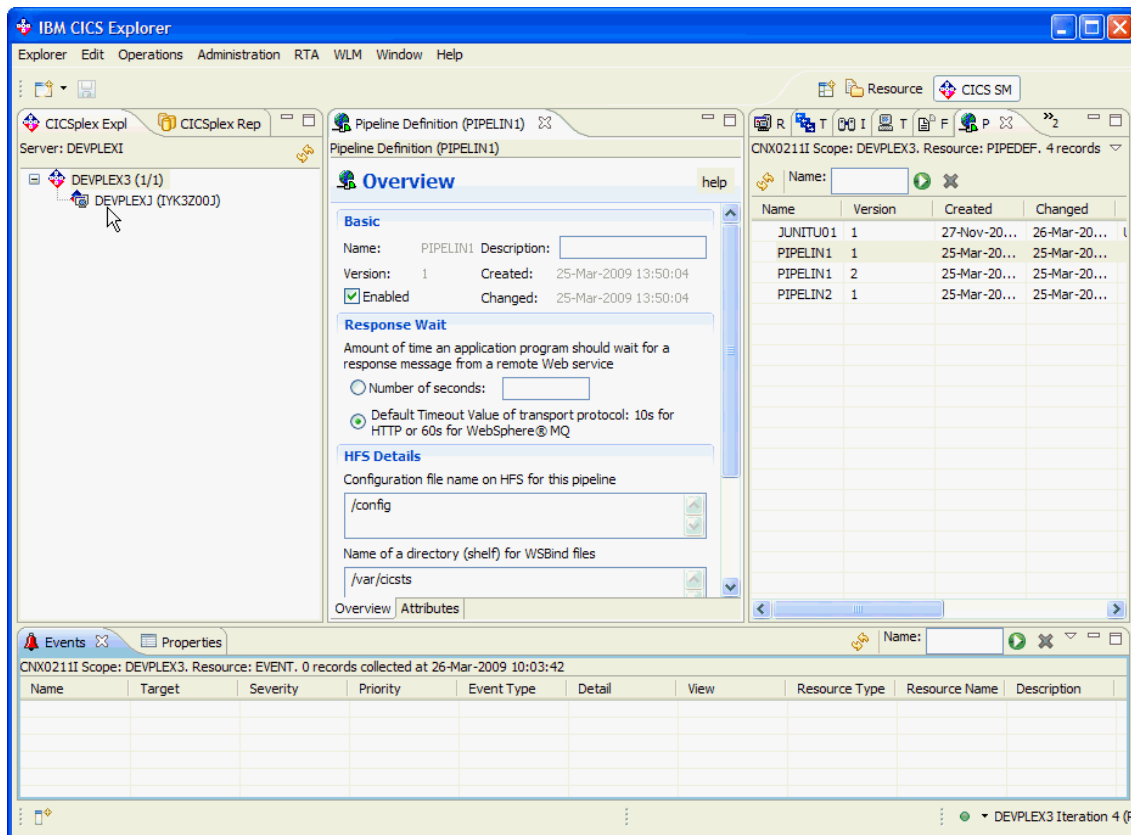 IBM CICS Explorer
Explorer Edit Operations Administration RTA WLM Window Help
Resource CICS SM
CICSplex Expl CICSplex Rep
Server: DEVPLEXI
DEVPLEX3 (1/1)
DEVPLEXJ (IYK3Z00J)
Pipeline Definition (PIPELIN1)
Pipeline Definition (PIPELIN1)
Overview help
Basic
Name: PIPELIN1 Description:
Version: 1 Created: 25-Mar-2009 13:50:04
Enabled Changed: 25-Mar-2009 13:50:04
Response Wait
Amount of time an application program should wait for a
response message from a remote Web service
Number of seconds:
Default Timeout Value of transport protocol: 10s for
HTTP or 60s for WebSphere® MQ
HFS Details
Configuration file name on HFS for this pipeline
/config
Name of a directory (shelf) for WSBind files
/var/cicsts
Overview Attributes
R T I T F P »2
CNX0211I Scope: DEVPLEX3. Resource: PIPEDEF. 4 records
Name:
Name Version Created Changed
JUNITU01 1 27-Nov-20... 26-Mar-20...
PIPELIN1 1 25-Mar-20... 25-Mar-20...
PIPELIN1 2 25-Mar-20... 25-Mar-20...
PIPELIN2 1 25-Mar-20... 25-Mar-20...
Events Properties Name:
CNX0211I Scope: DEVPLEX3. Resource: EVENT. 0 records collected at 26-Mar-2009 10:03:42
Name Target Severity Priority Event Type Detail View Resource Type Resource Name Description
DEVPLEX3 Iteration 4 (